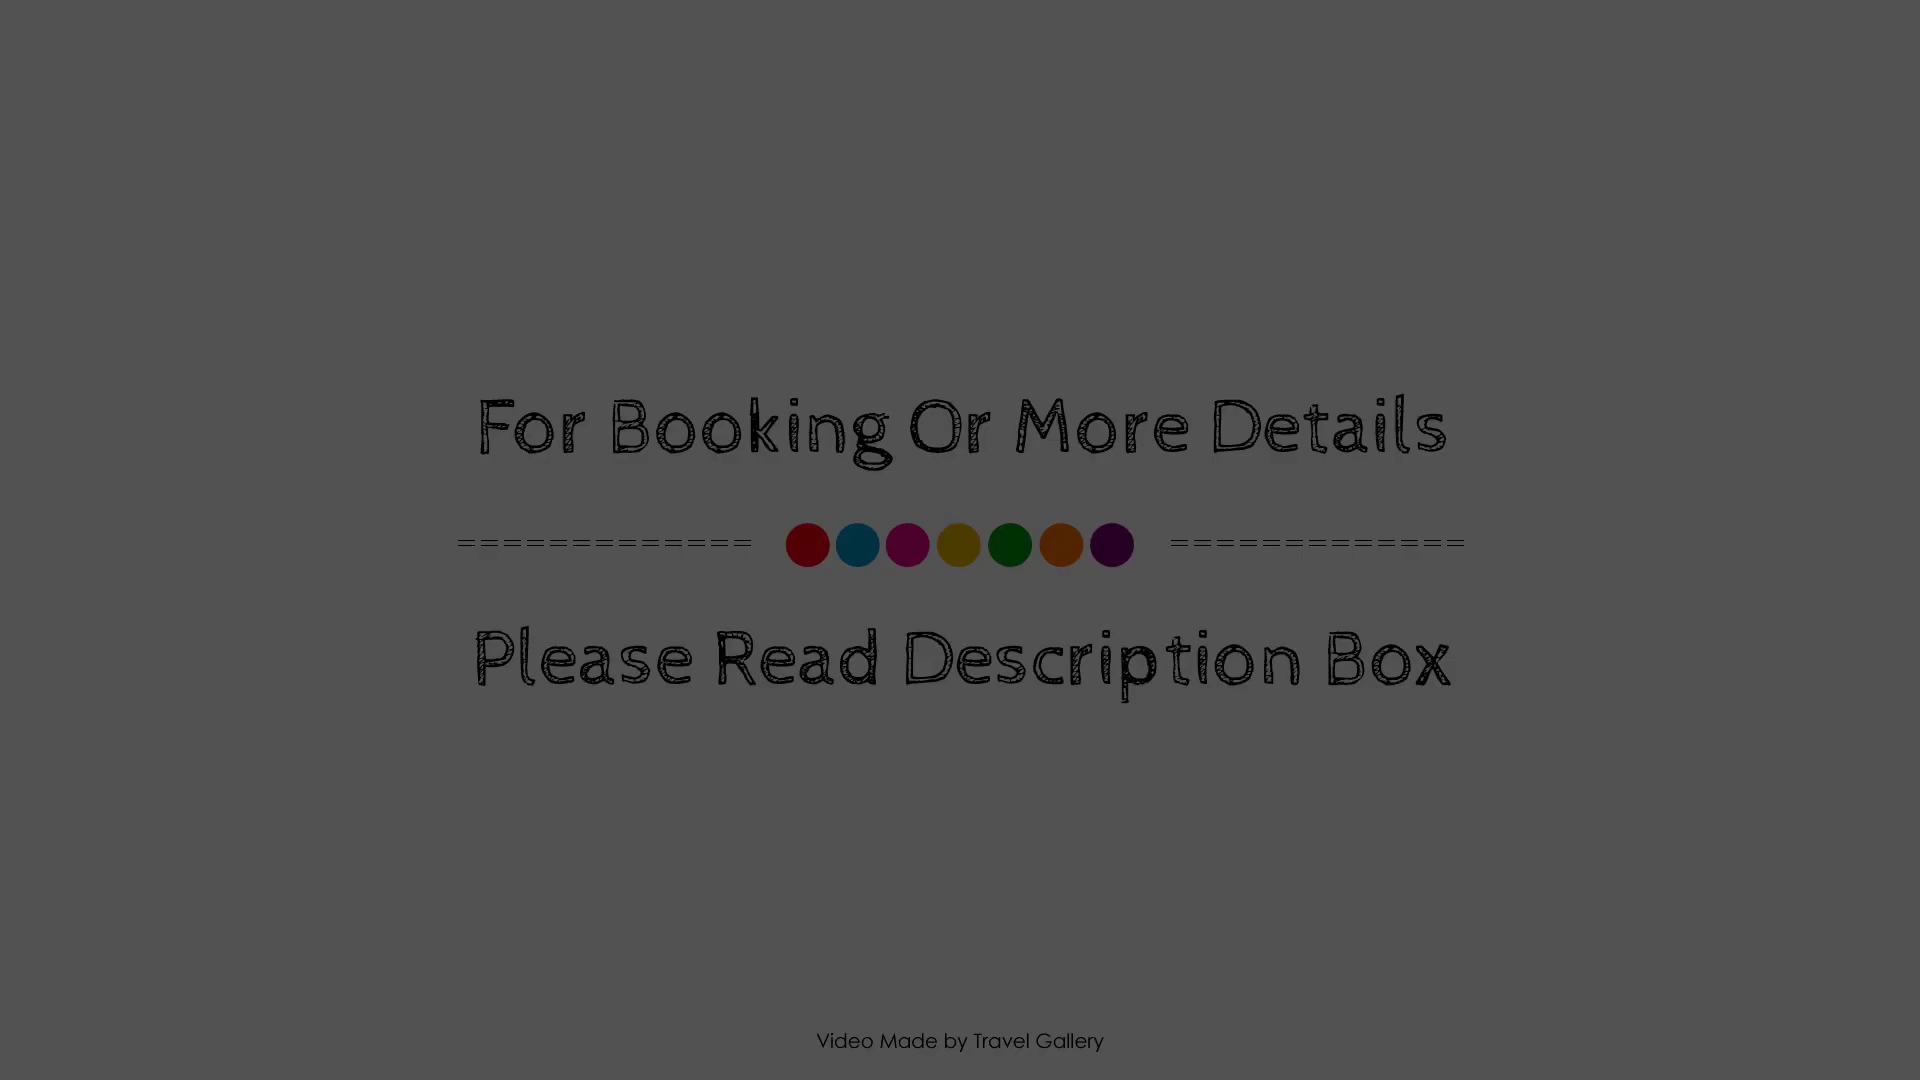 For Booking Or More Details
============= =============
Please Read Description Box
Video Made by Travel Gallery